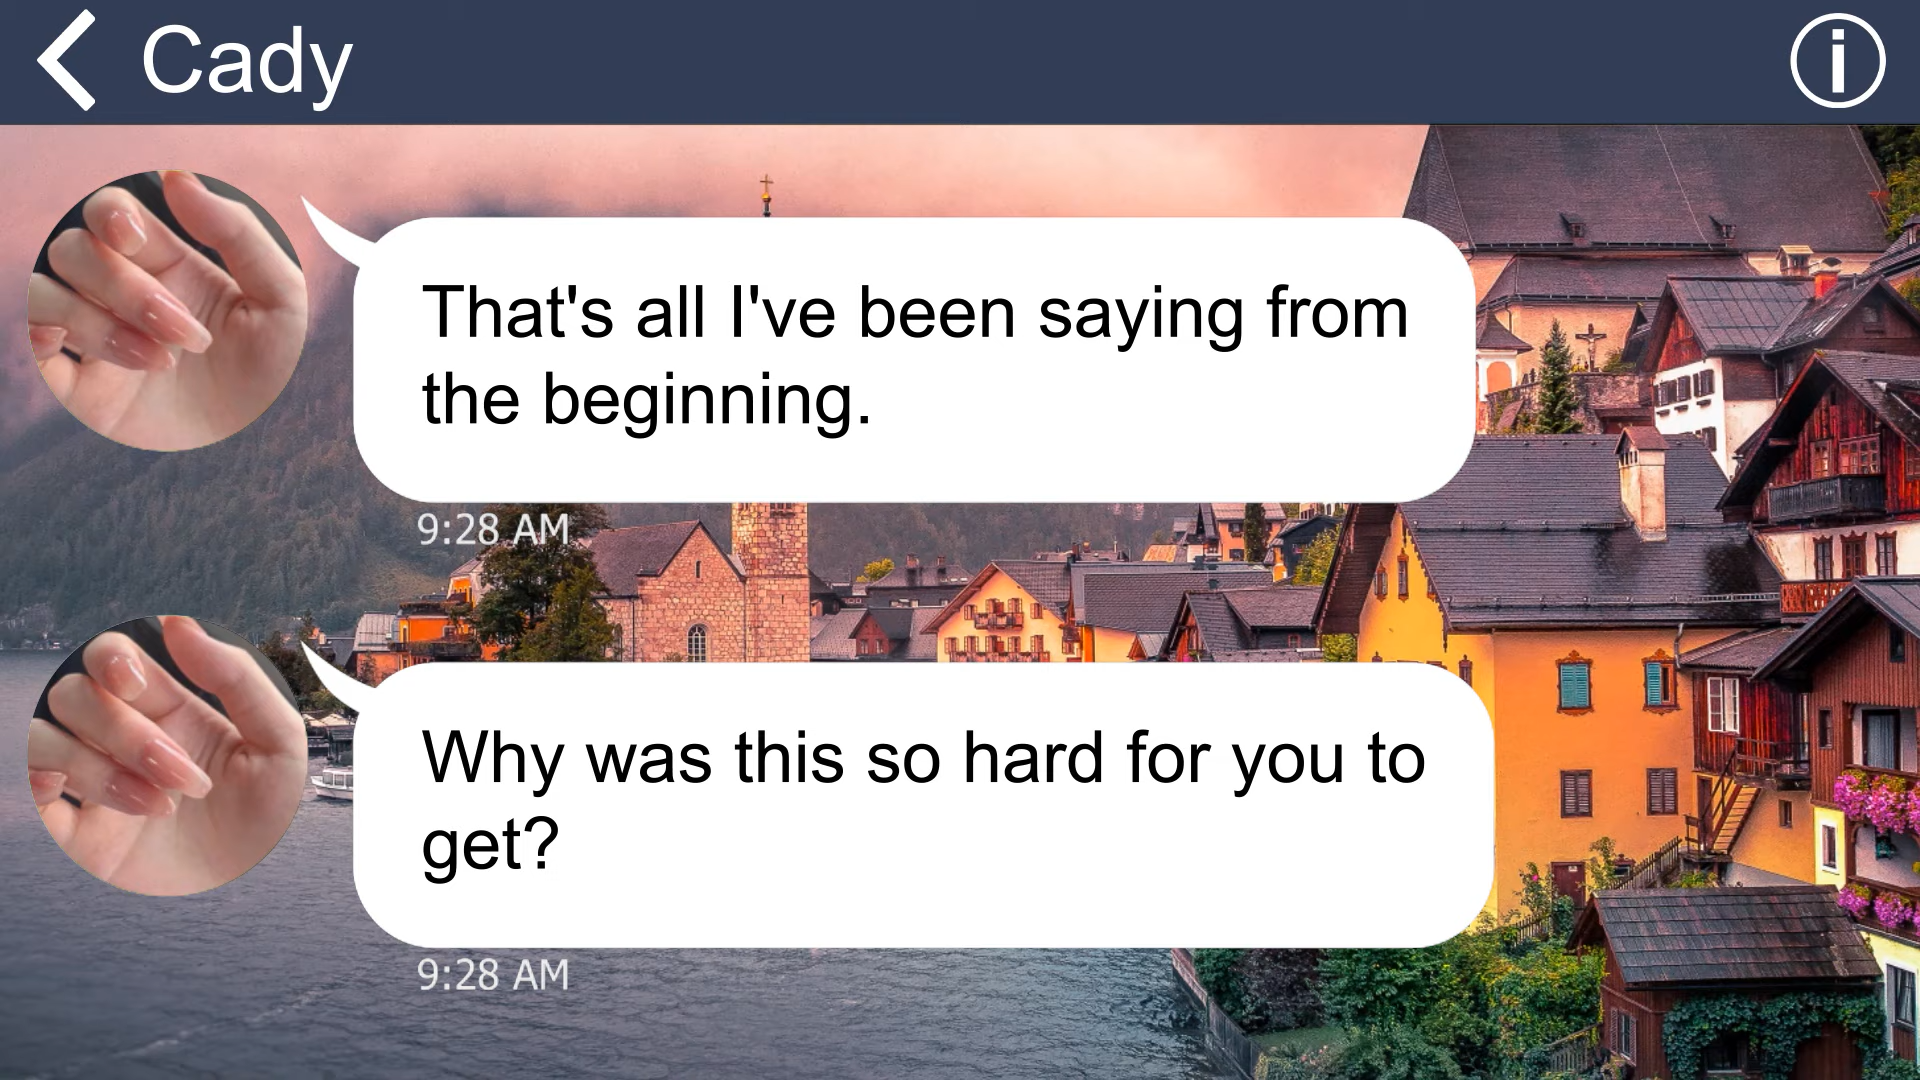 Cady
That's all I've been saying from
the beginning.
9:28 AM
Why was this so hard for you to
get?
9:28 AM